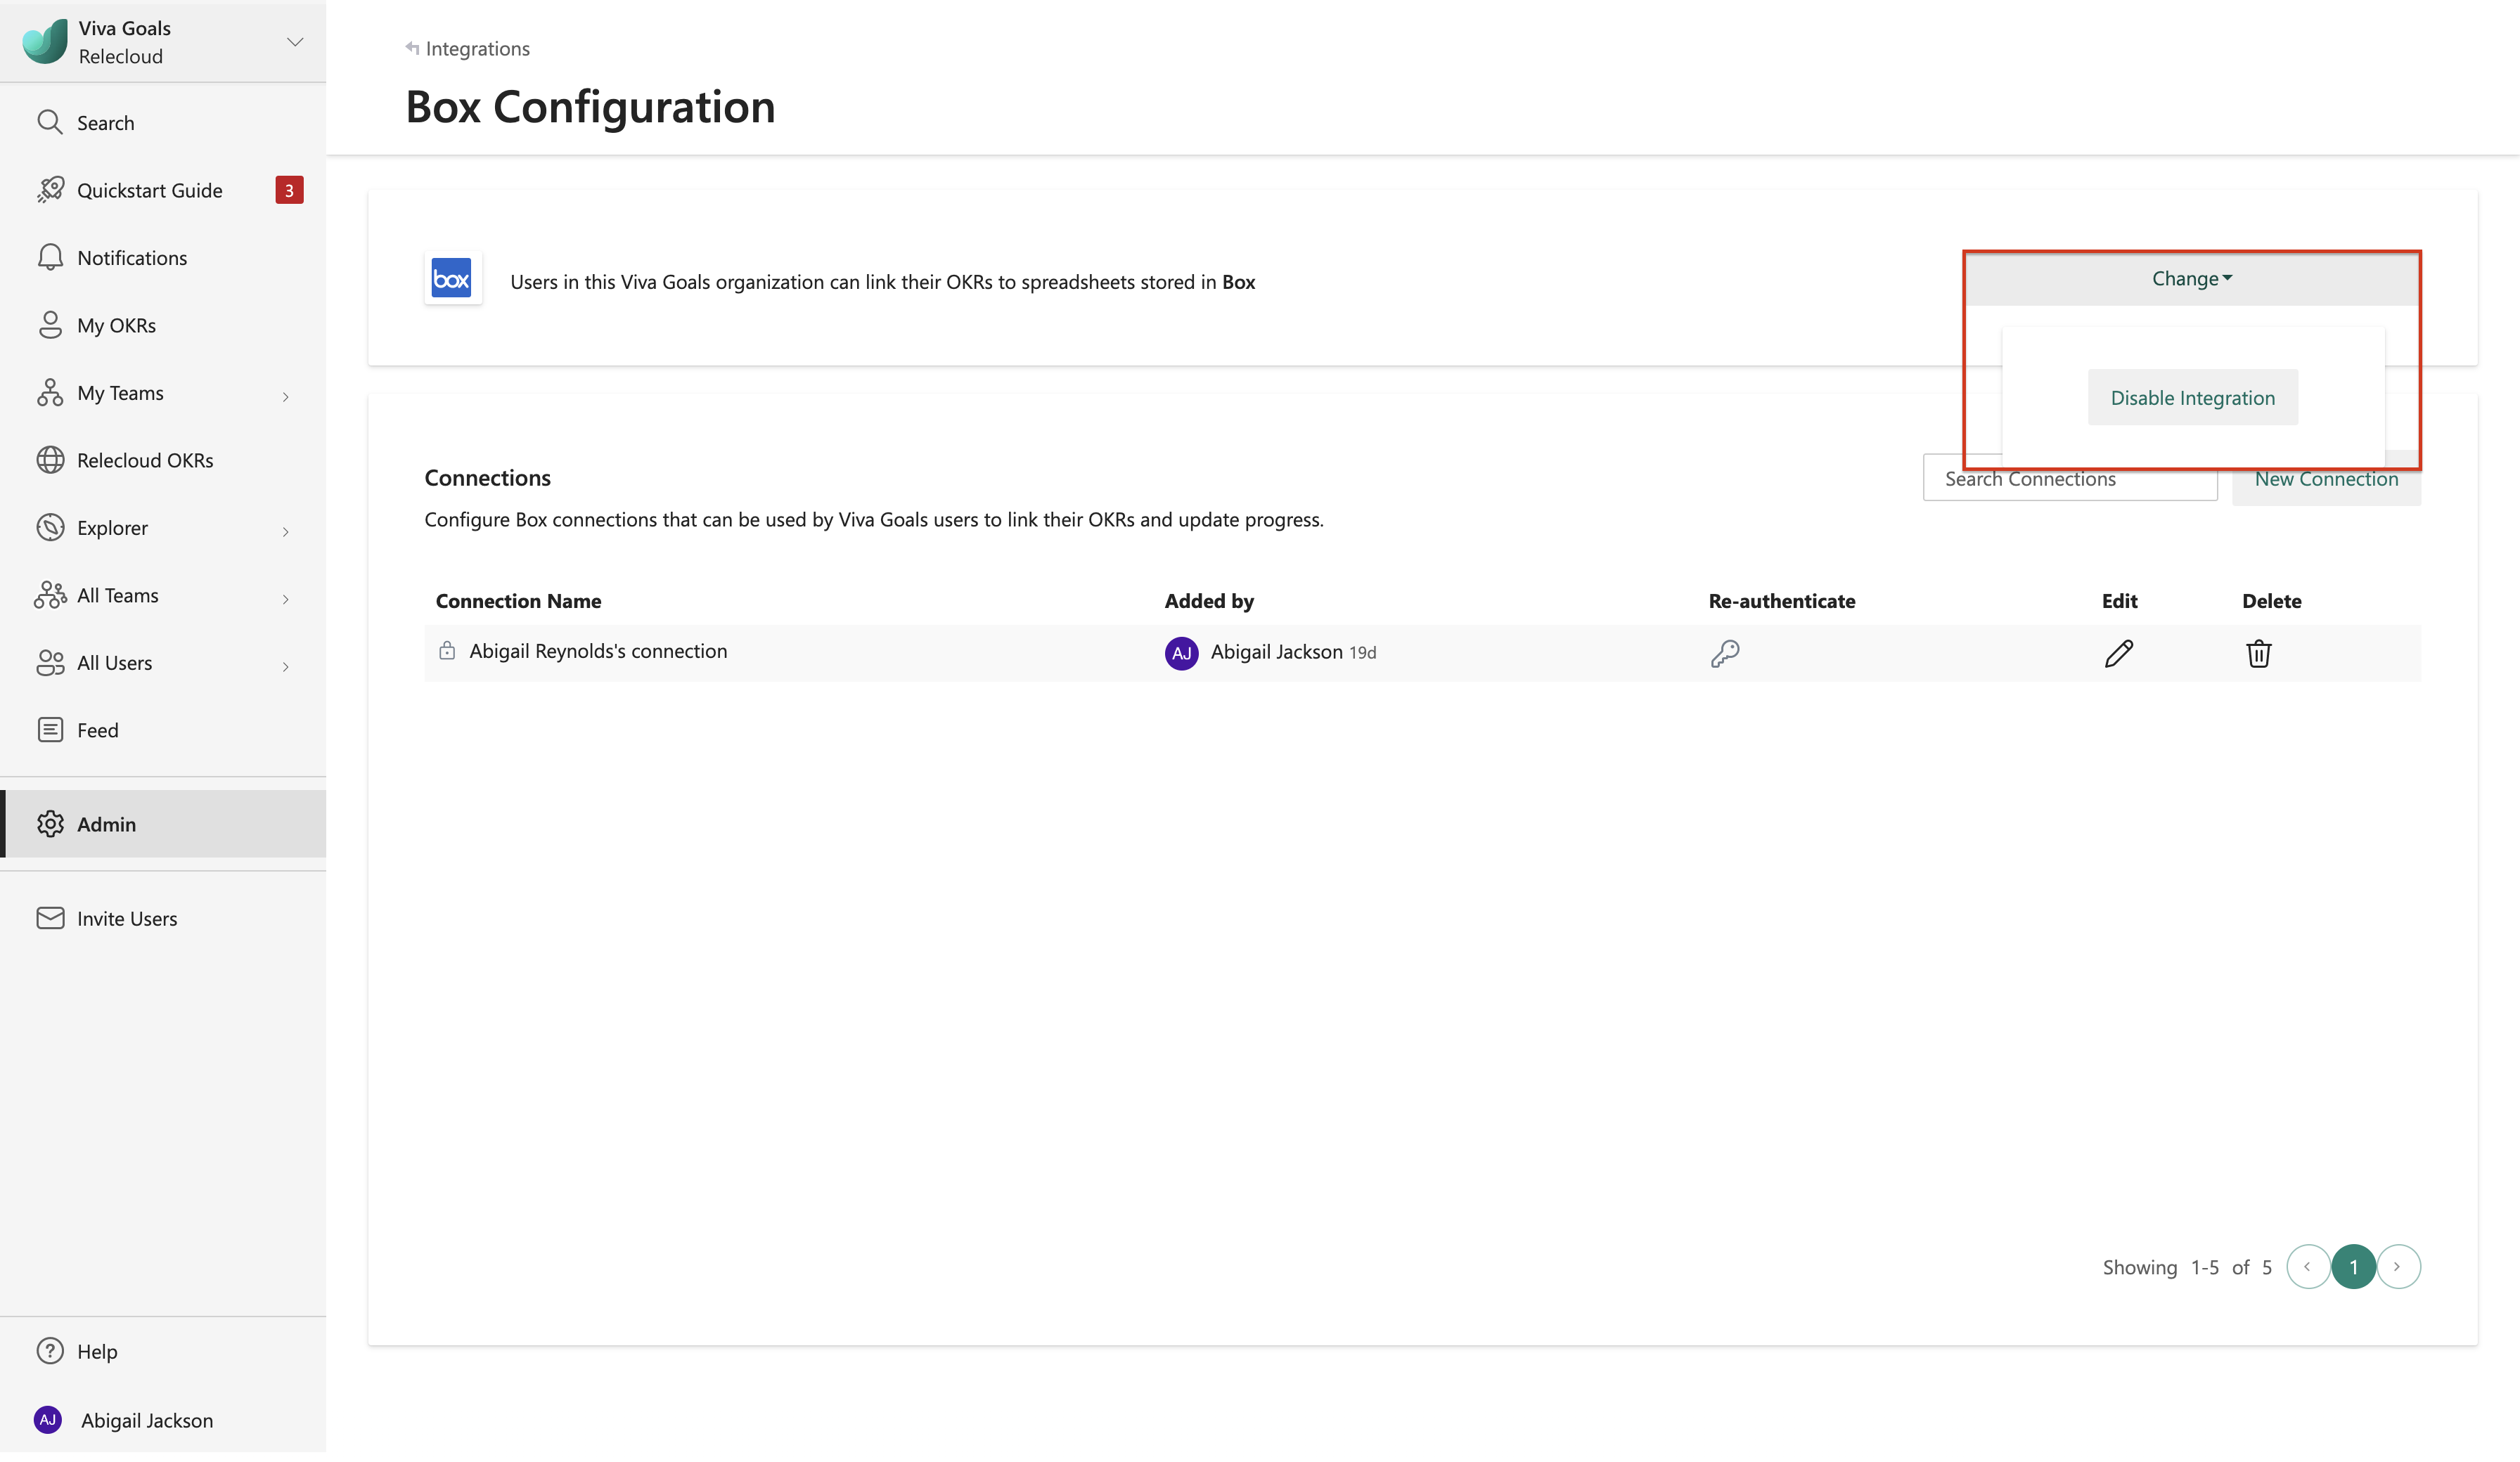 Viva Goals
Relecloud
Search
Quickstart Guide 3
Notifications
My OKRs
My Teams
Relecloud OKRs
Explorer
All Teams
All Users
Feed
Admin
Invite Users
Help
AJ Abigail Jackson
Integrations
Box Configuration
box Users in this Viva Goals organization can link their OKRs to spreadsheets stored in Box
Change
Disable Integration
Connections
Search Connections
New Connection
Configure Box connections that can be used by Viva Goals users to link their OKRs and update progress.
Connection Name Added by Re-authenticate Edit Delete
Abigail Reynolds's connection AJ Abigail Jackson 19d
Showing 1-5 of 5 1